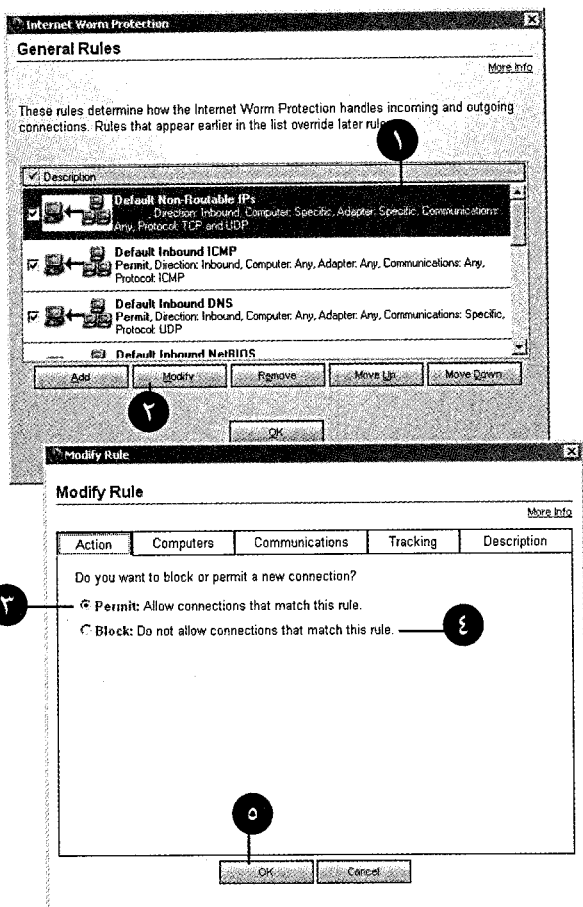 Internet Worm Protection
General Rules
More Info
These rules determine how the Internet Worm Protection handles incoming and outgoing
connections. Rules that appear earlier in the list override later
١
Description
Default Non-Routable IPs
Direction: Inbound, Computer: Specific, Adapter: Specific, Communications:
Any, Protocol: TCP and UDP
Default Inbound ICMP
Permit, Direction: Inbound, Computer: Any, Adapter: Any, Communications: Any,
Protocol: ICMP
Default Inbound DNS
Permit, Direction: Inbound, Computer: Any, Adapter: Any, Communications: Specific,
Protocol: UDP
Default Inbound NetBIOS
Add Modify Remove Move Up Move Down
٢
OK
Modify Rule
Modify Rule
More Info
Action Computers Communications Tracking Description
Do you want to block or permit a new connection?
٣ Permit: Allow connections that match this rule.
Block: Do not allow connections that match this rule. ٤
٥
OK Cancel